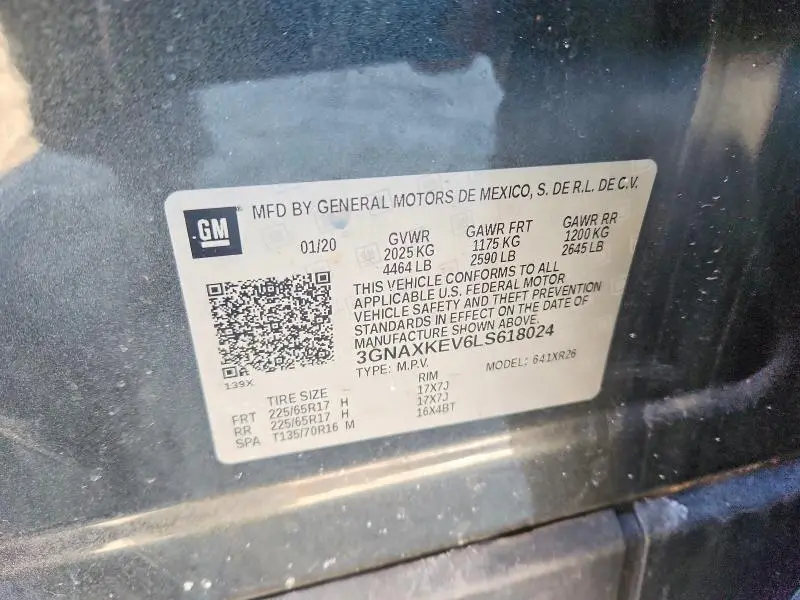 GM
MFD BY GENERAL MOTORS DE MEXICO, S. DE R.L. DE C.V.
01/20 GVWR GAWR FRT GAWR RR
2025 KG 1175 KG 1200 KG
4464 LB 2590 LB 2645 LB
THIS VEHICLE CONFORMS TO ALL
APPLICABLE U.S. FEDERAL MOTOR
VEHICLE SAFETY AND THEFT PREVENTION
STANDARDS IN EFFECT ON THE DATE OF
MANUFACTURE SHOWN ABOVE.
3GNAXKEV6LS618024
TYPE: M.P.V. MODEL: 641XR26
139X
TIRE SIZE RIM
FRT 225/65R17 H 17X7J
RR 225/65R17 H 17X7J
SPA T135/70R16 M 16X4BT